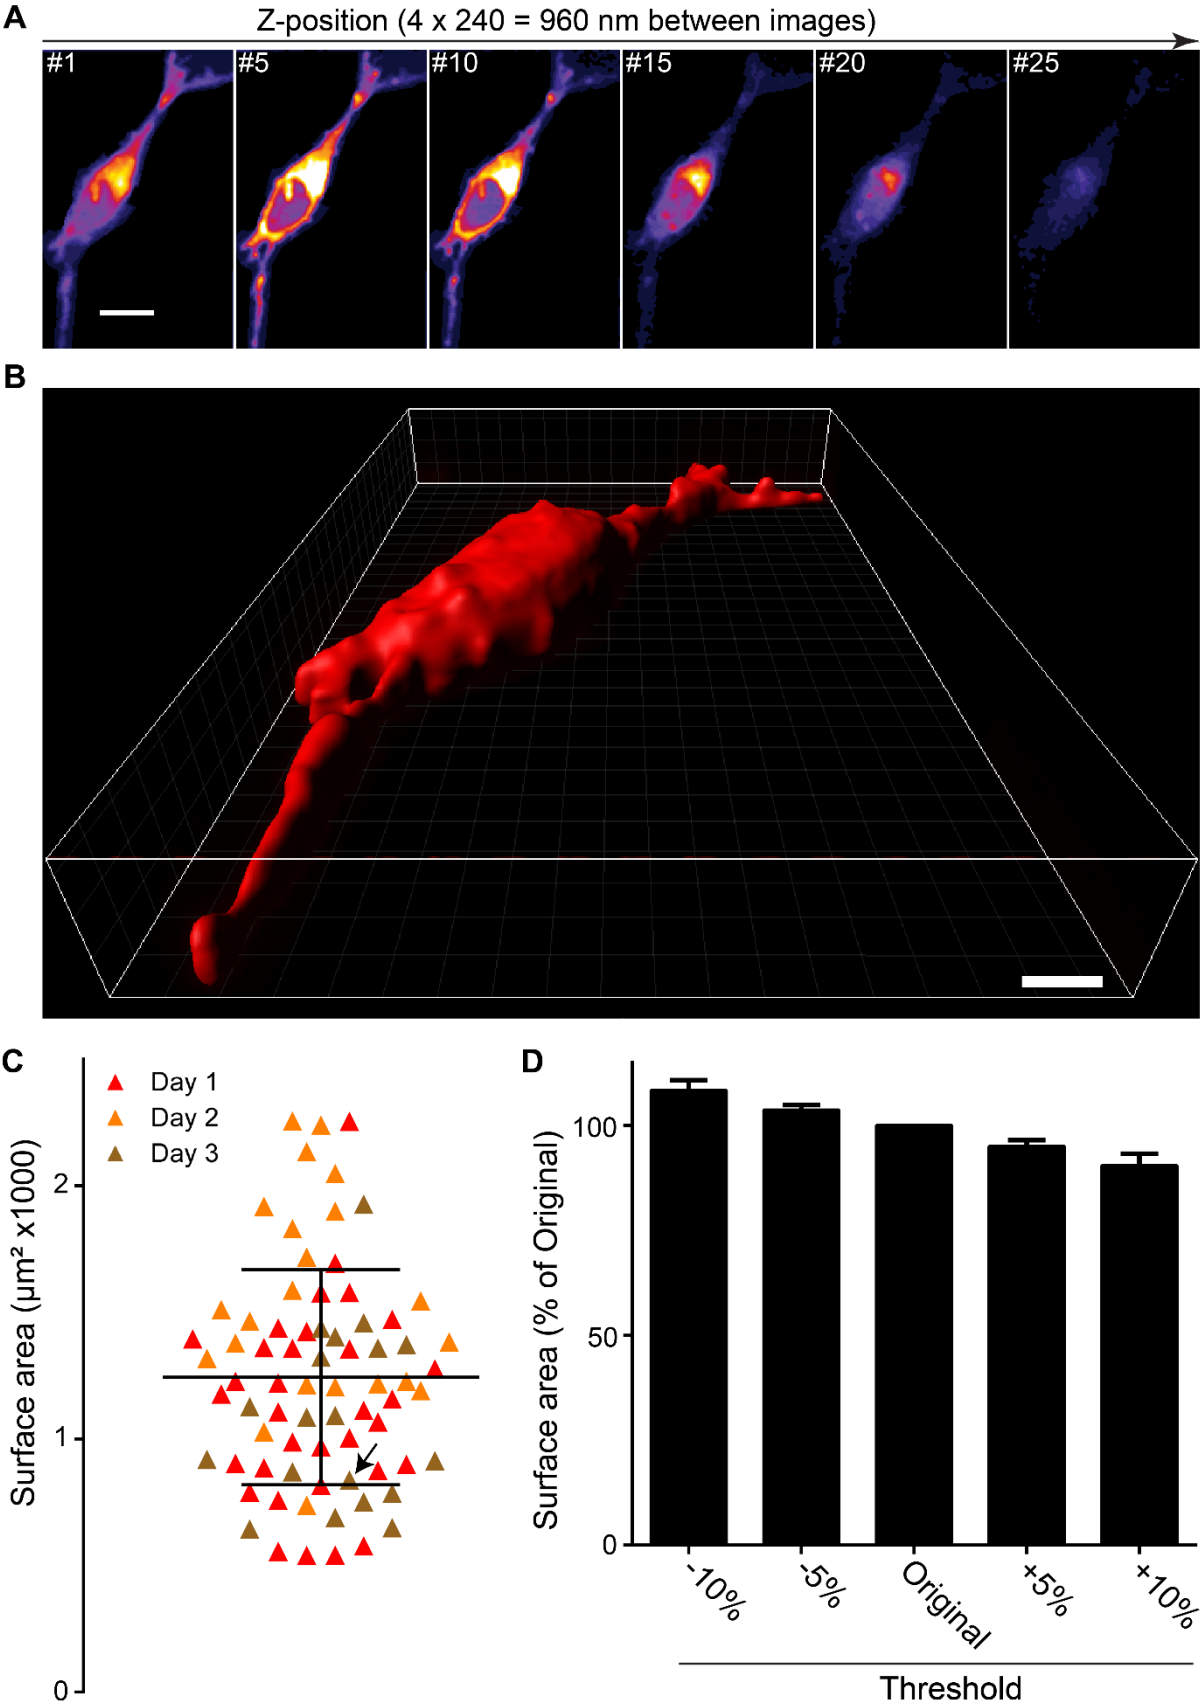 A
Z-position (4 x 240 = 960 nm between images)
#1 #5 #10 #15 #20 #25
B
C
Day 1
Day 2
Day 3
Surface area (µm² x1000)
2
1
0
D
Surface area (% of Original)
100
50
0
-10% -5% Original +5% +10%
Threshold